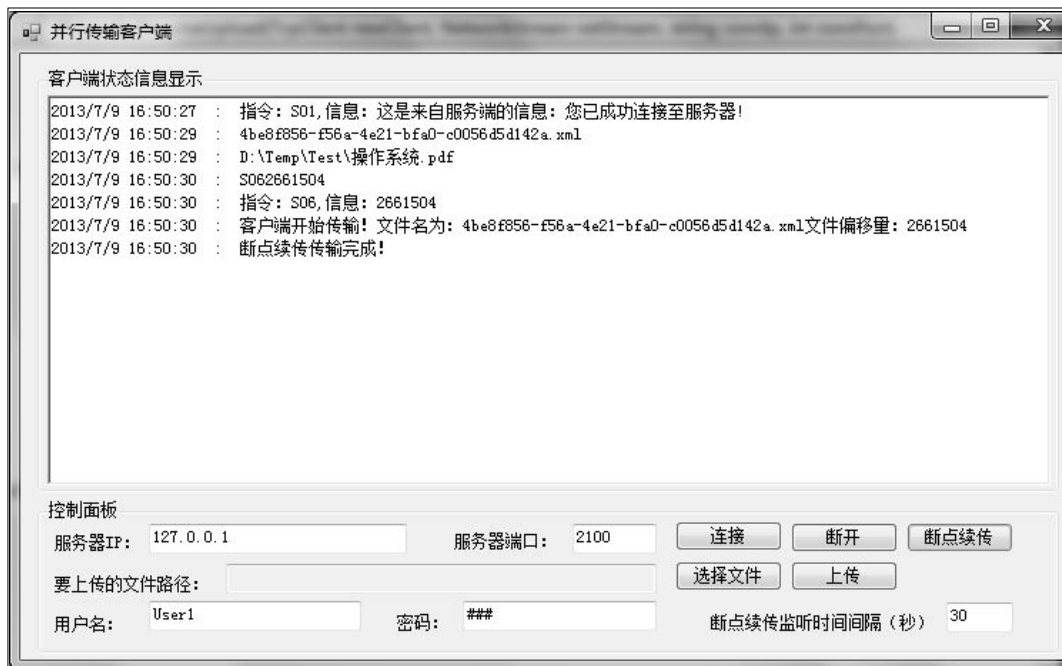 并行传输客户端
客户端状态信息显示
2013/7/9 16:50:27 : 指令: S01,信息: 这是来自服务端的信息: 您已成功连接至服务器!
2013/7/9 16:50:29 : 4be8f856-f56a-4e21-bfa0-c0056d5d142a.xml
2013/7/9 16:50:29 : D:\Temp\Test\操作系统.pdf
2013/7/9 16:50:30 : S062661504
2013/7/9 16:50:30 : 指令: S06,信息: 2661504
2013/7/9 16:50:30 : 客户端开始传输! 文件名为: 4be8f856-f56a-4e21-bfa0-c0056d5d142a.xml文件偏移量: 2661504
2013/7/9 16:50:30 : 断点续传传输完成!
控制面板
服务器IP: 127.0.0.1 服务器端口: 2100 连接 断开 断点续传
要上传的文件路径: 选择文件 上传
用户名: User1 密码: ### 断点续传监听时间间隔（秒） 30